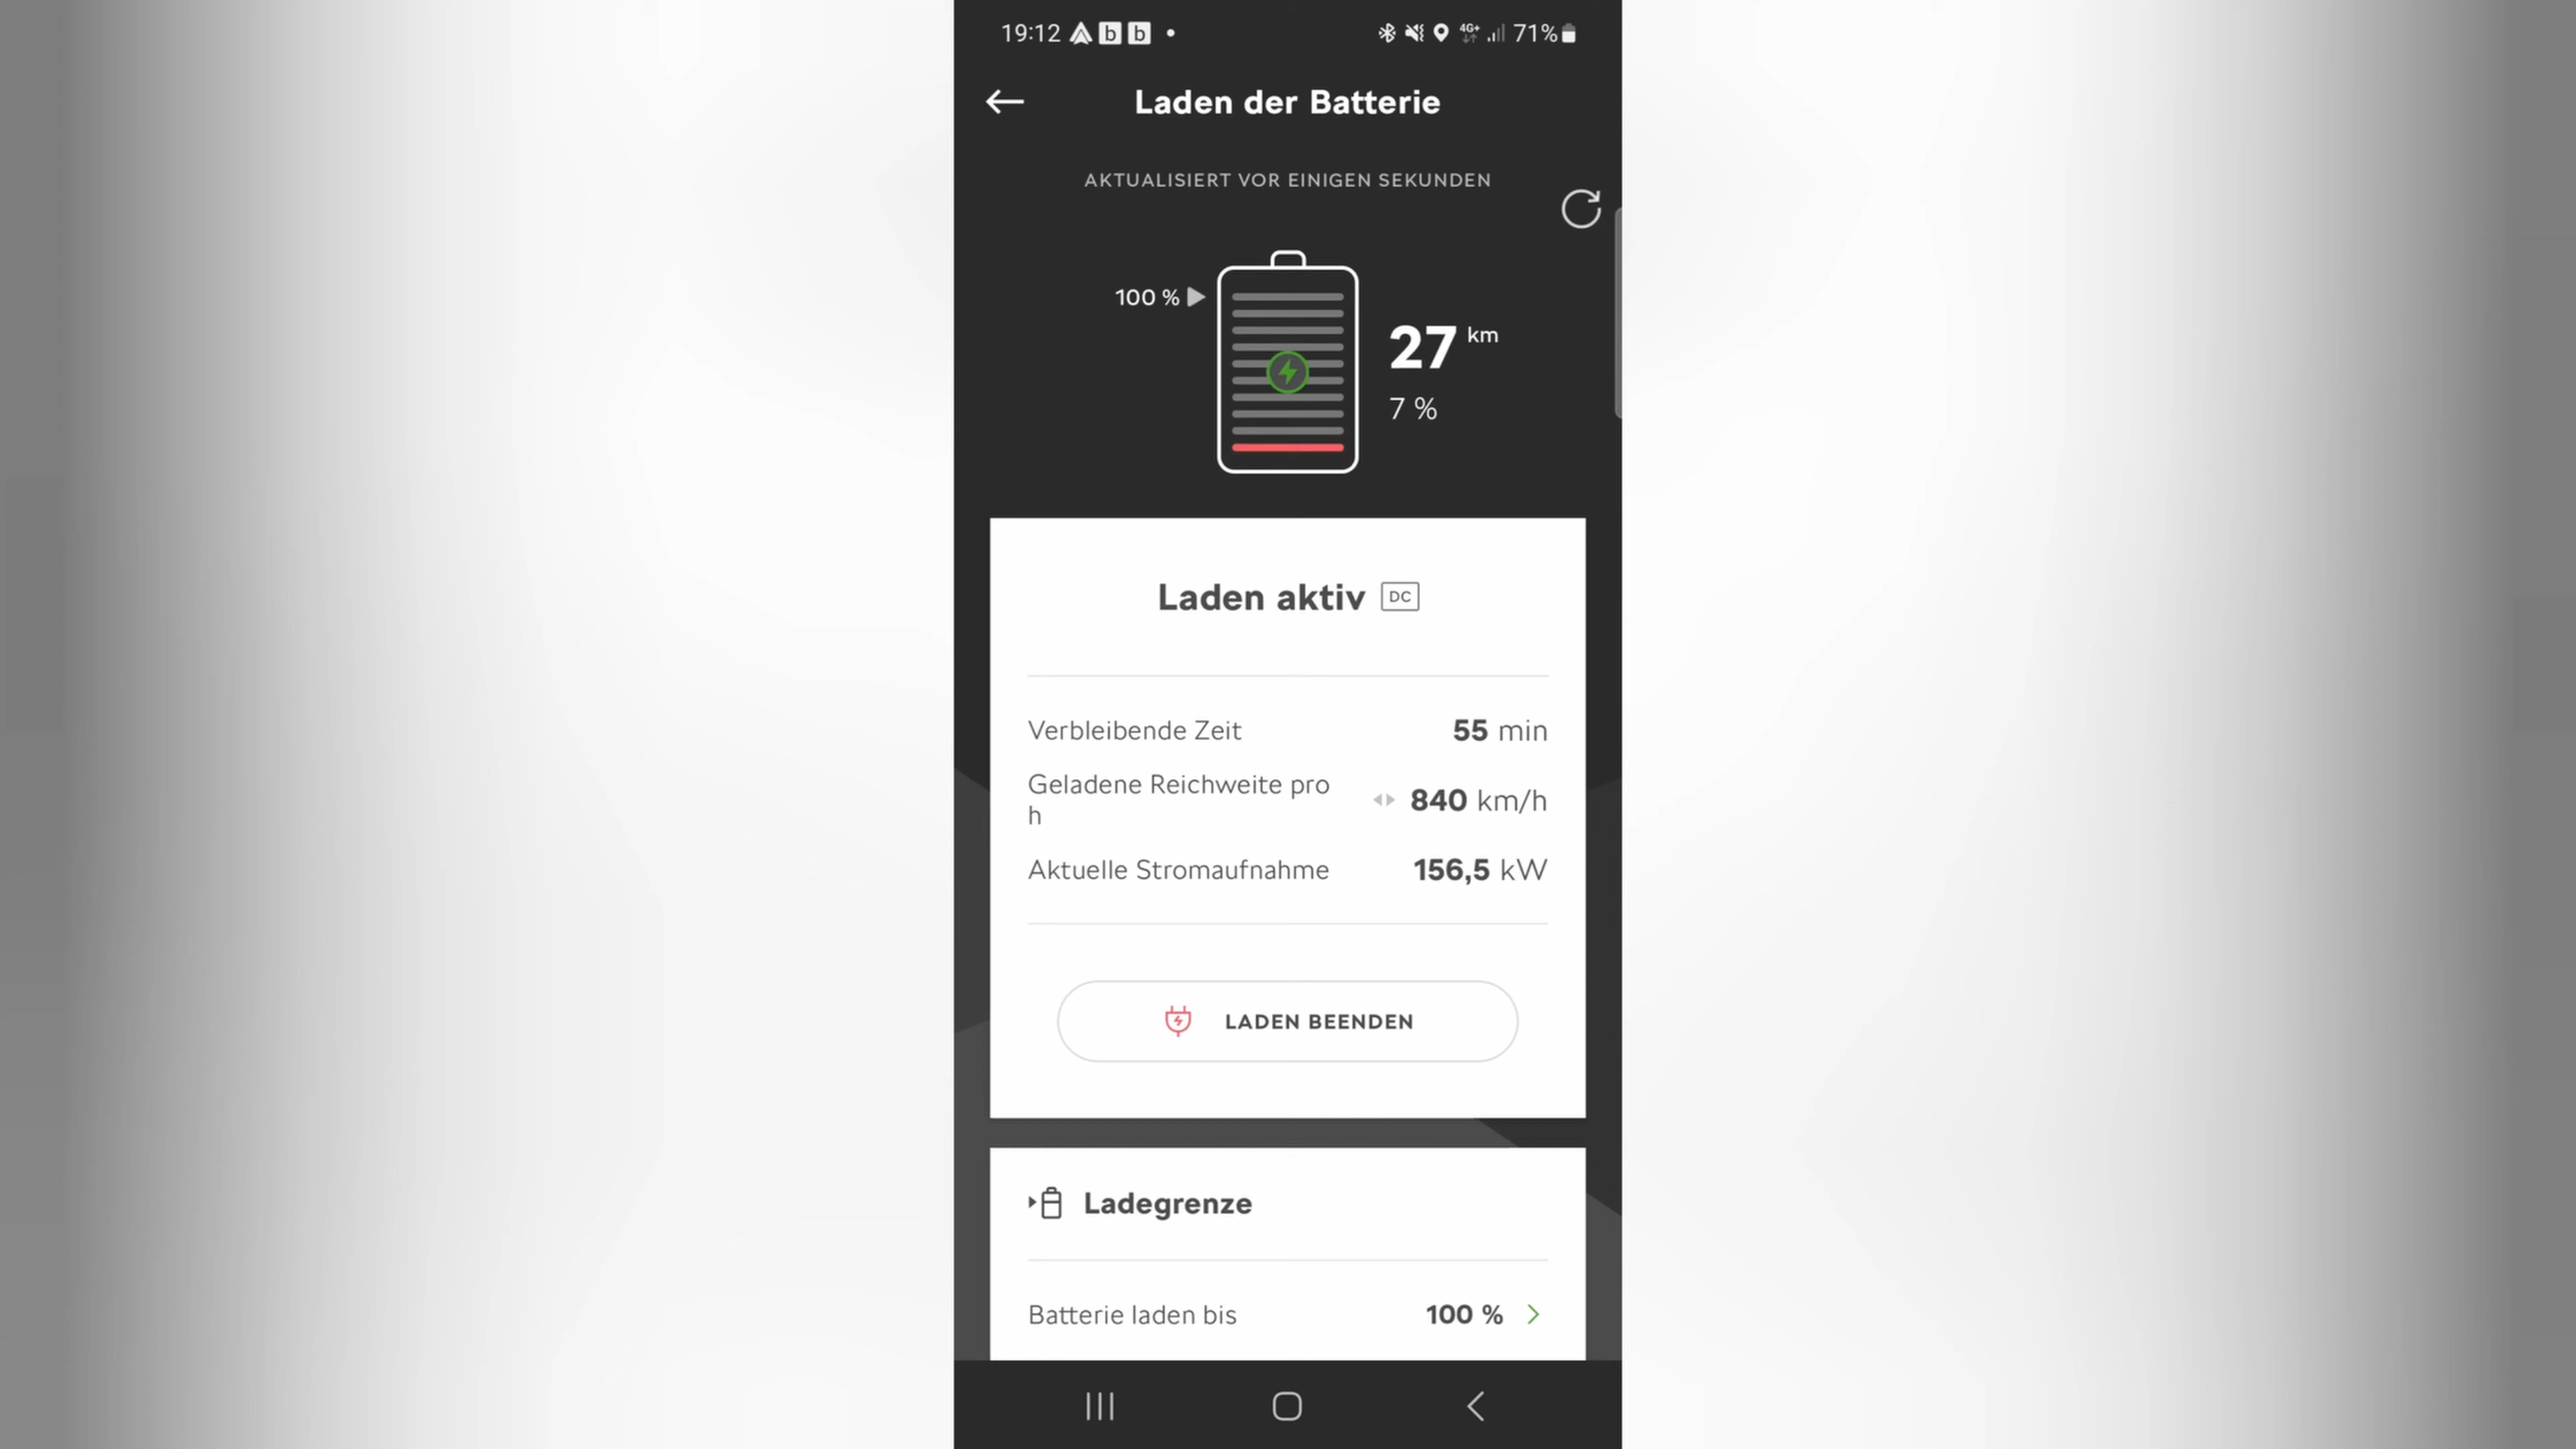 19:12 b b 4G+ 71%
Laden der Batterie
AKTUALISIERT VOR EINIGEN SEKUNDEN
100 %
27 km
7 %
Laden aktiv DC
Verbleibende Zeit 55 min
Geladene Reichweite pro
h 840 km/h
Aktuelle Stromaufnahme 156,5 kW
LADEN BEENDEN
Ladegrenze
Batterie laden bis 100 %